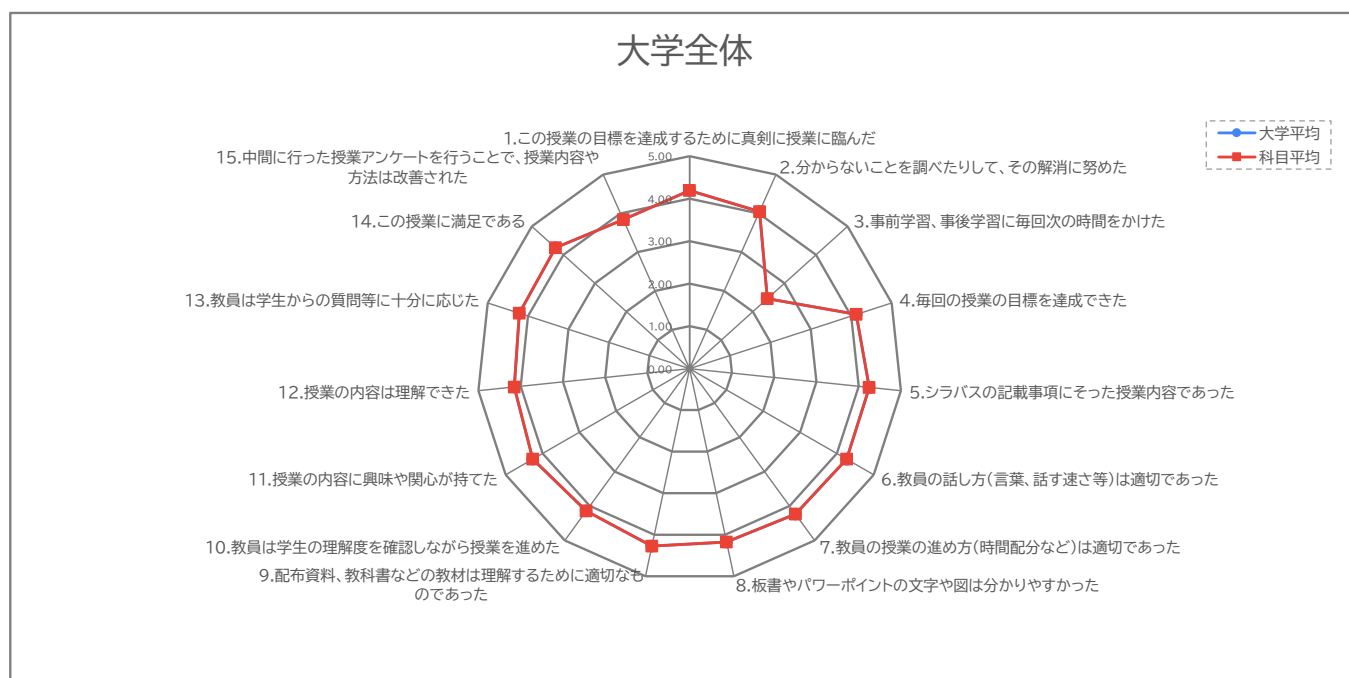 大学全体
大学平均
科目平均
1.この授業の目標を達成するために真剣に授業に臨んだ
2.分からないことを調べたりして、その解消に努めた
3.事前学習、事後学習に毎回次の時間をかけた
4.毎回の授業の目標を達成できた
5.シラバスの記載事項にそった授業内容であった
6.教員の話し方(言葉、話す速さ等)は適切であった
7.教員の授業の進め方(時間配分など)は適切であった
8.板書やパワーポイントの文字や図は分かりやすかった
9.配布資料、教科書などの教材は理解するために適切なも
のであった
10.教員は学生の理解度を確認しながら授業を進めた
11.授業の内容に興味や関心が持てた
12.授業の内容は理解できた
13.教員は学生からの質問等に十分に応じた
14.この授業に満足である
15.中間に行った授業アンケートを行うことで、授業内容や
方法は改善された
5.00
4.00
3.00
2.00
1.00
0.00